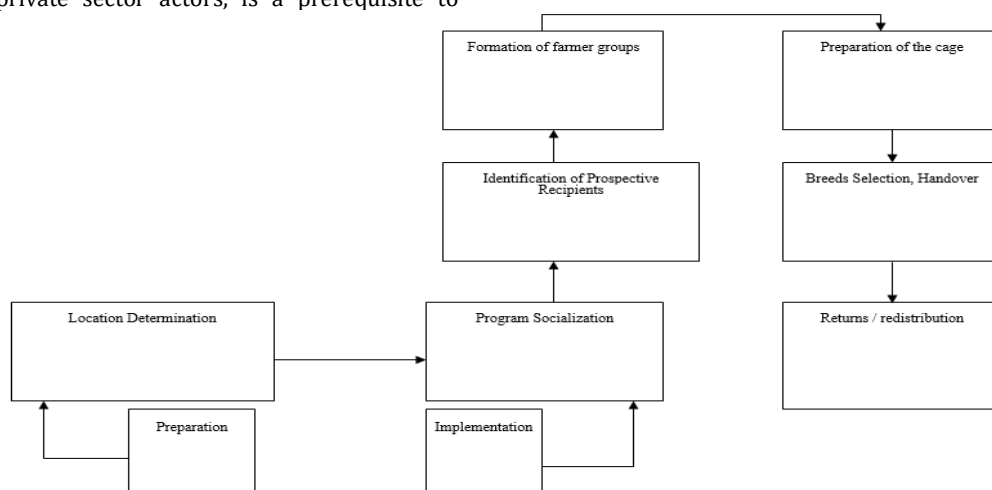 private sector actors, is a prerequisite to
Formation of farmer groups
Preparation of the cage
Identification of Prospective
Recipients
Breeds Selection, Handover
Location Determination
Program Socialization
Returns / redistribution
Preparation
Implementation